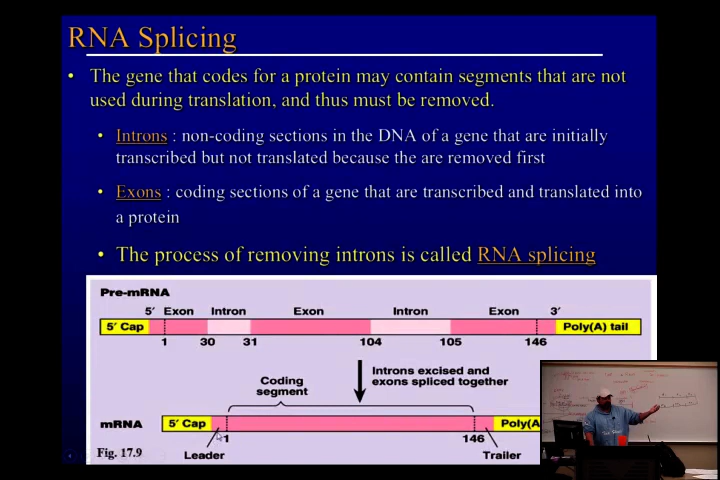 RNA Splicing
• The gene that codes for a protein may contain segments that are not
used during translation, and thus must be removed.
• Introns : non-coding sections in the DNA of a gene that are initially
transcribed but not translated because the are removed first
• Exons : coding sections of a gene that are transcribed and translated into
a protein
• The process of removing introns is called RNA splicing
Pre-mRNA
5′ Exon Intron Exon Intron Exon 3′
5′ Cap Poly(A) tail
1 30 31 104 105 146
Introns excised and
exons spliced together
Coding
segment
mRNA 5′ Cap Poly(A
1 146
Fig. 17.9 Leader Trailer